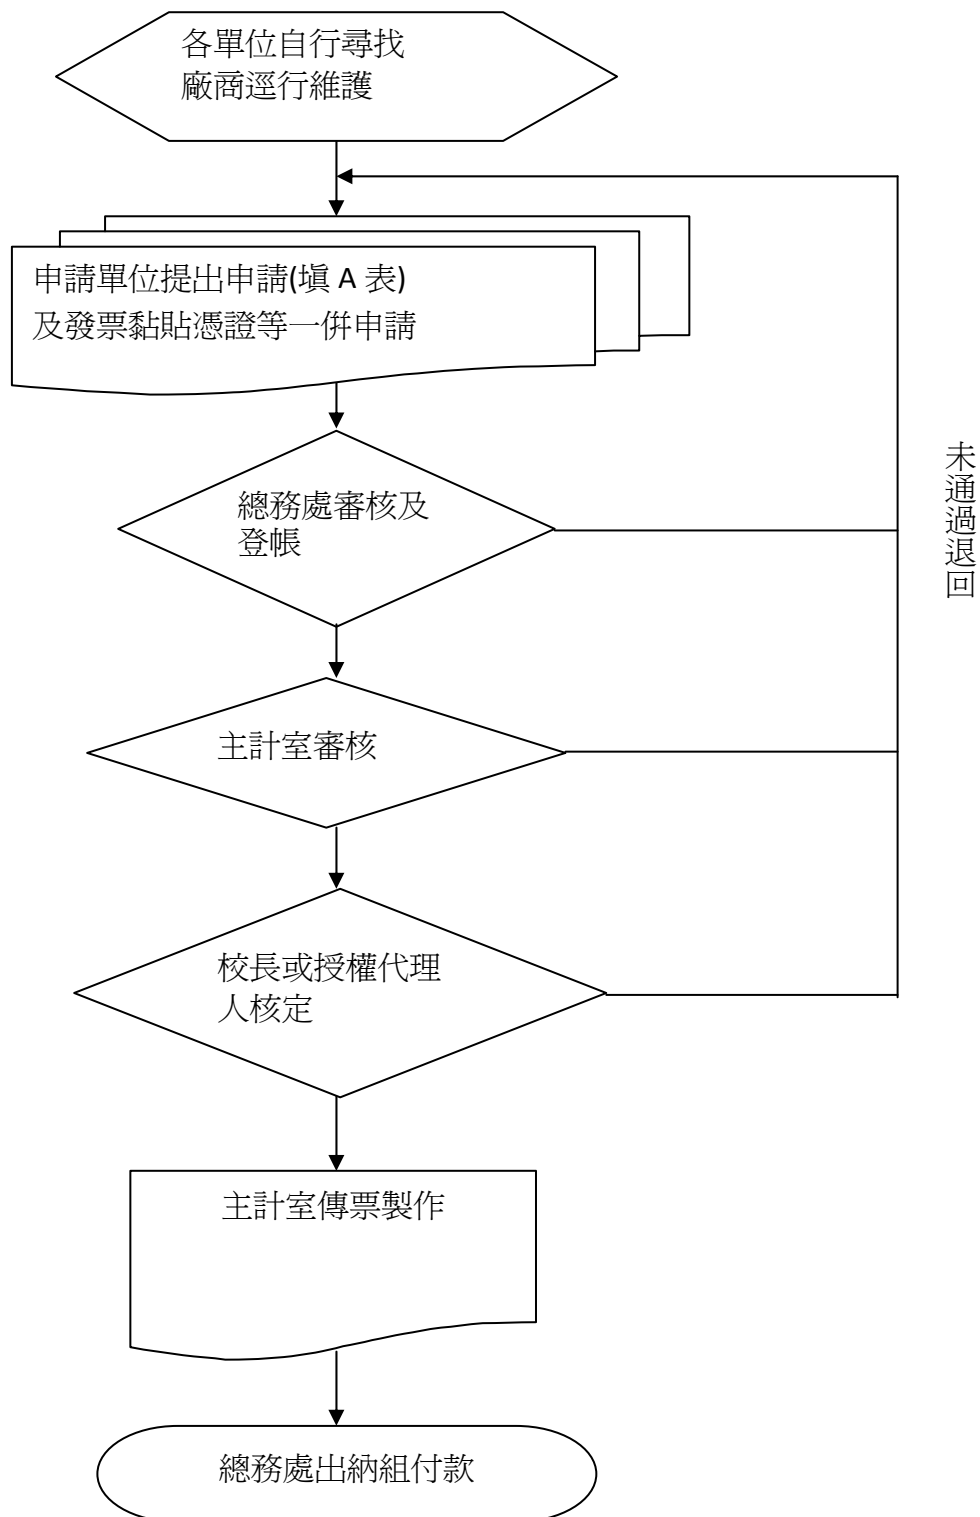 各單位自行尋找
廠商逕行維護
申請單位提出申請(填 A 表)
及發票黏貼憑證等一併申請
總務處審核及
登帳
未通過退回
主計室審核
校長或授權代理
人核定
主計室傳票製作
總務處出納組付款